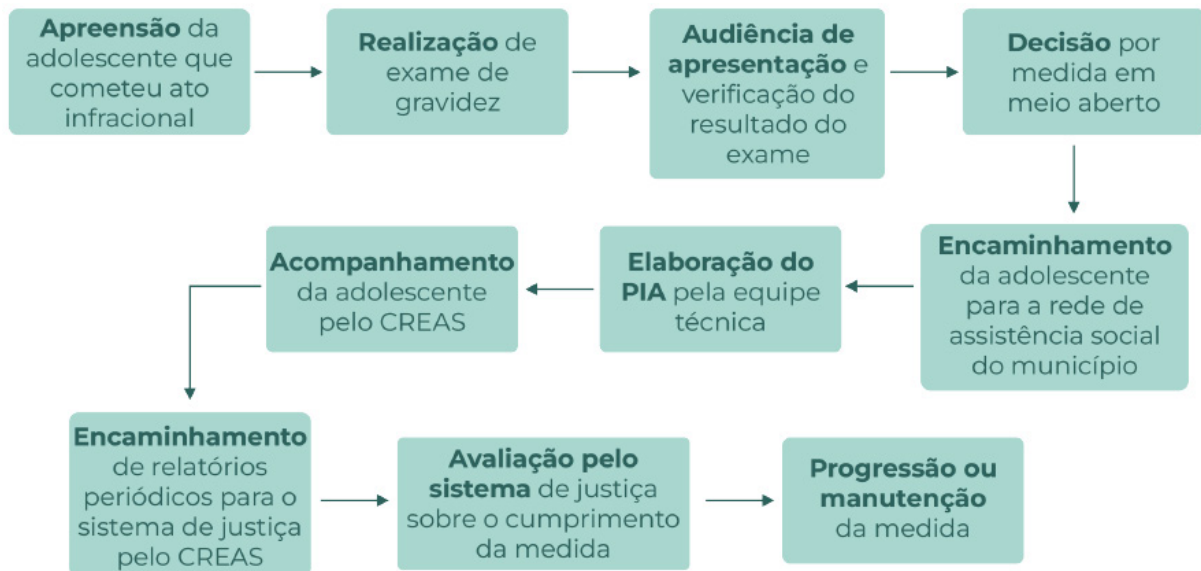 Apreensão da
adolescente que
cometeu ato
infracional
Realização de
exame de
gravidez
Audiência de
apresentação e
verificação do
resultado do
exame
Decisão por
medida em
meio aberto
Encaminhamento
da adolescente
para a rede de
assistência social
do município
Elaboração do
PIA pela equipe
técnica
Acompanhamento
da adolescente
pelo CREAS
Encaminhamento
de relatórios
periódicos para o
sistema de justiça
pelo CREAS
Avaliação pelo
sistema de justiça
sobre o cumprimento
da medida
Progressão ou
manutenção
da medida